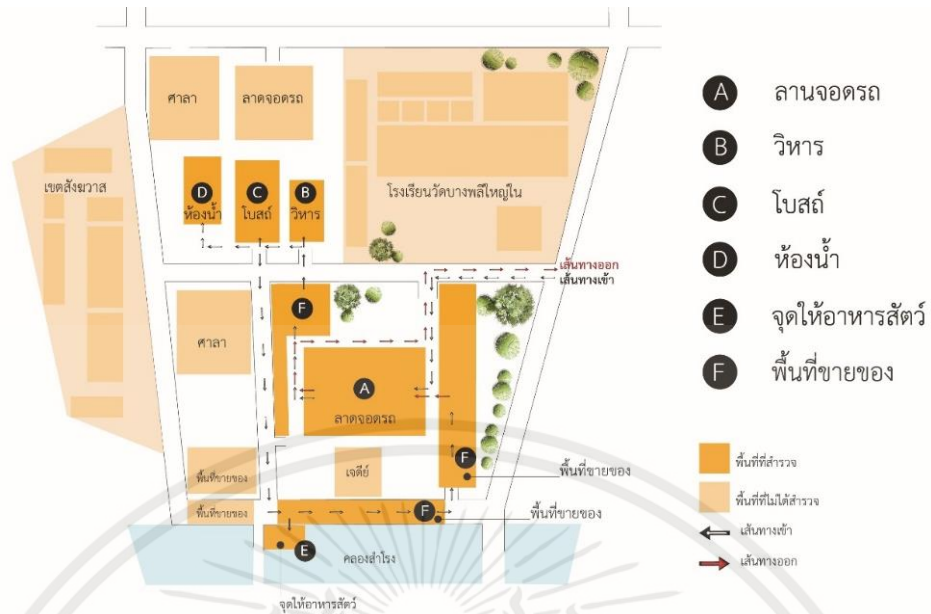 ศาลา
ลาดจอดรถ
เขตสังฆวาส
D
ห้องน้ำ
C
โบสถ์
B
วิหาร
โรงเรียนวัดบางพลีใหญ่ใน
เส้นทางออก
เส้นทางเข้า
F
ศาลา
A
ลาดจอดรถ
พื้นที่ขายของ
เจดีย์
F
พื้นที่ขายของ
พื้นที่ขายของ
F
พื้นที่ขายของ
E
คลองสำโรง
จุดให้อาหารสัตว์
A ลานจอดรถ
B วิหาร
C โบสถ์
D ห้องน้ำ
E จุดให้อาหารสัตว์
F พื้นที่ขายของ
พื้นที่ที่สำรวจ
พื้นที่ที่ไม่ได้สำรวจ
เส้นทางเข้า
เส้นทางออก